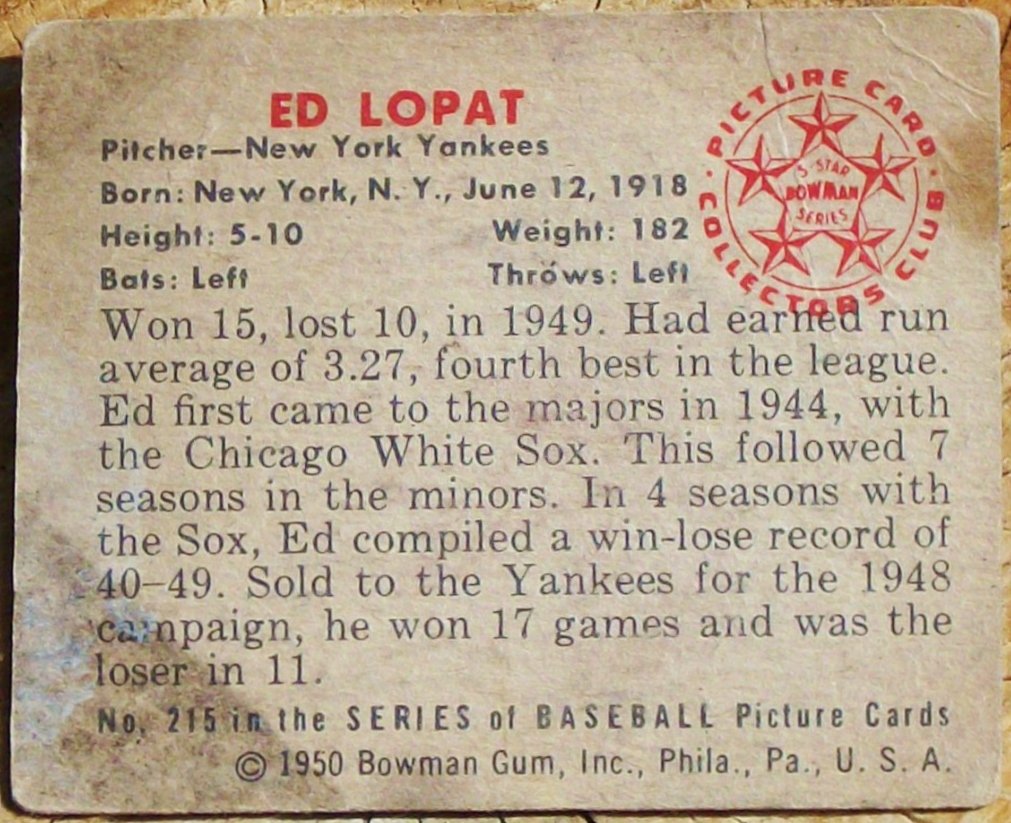 ED LOPAT
Pitcher—New York Yankees
Born: New York, N. Y., June 12, 1918
Height: 5-10 Weight: 182
Bats: Left Throws: Left
PICTURE CARD COLLECTORS CLUB
5-STAR
BOWMAN
SERIES
Won 15, lost 10, in 1949. Had earned run
average of 3.27, fourth best in the league.
Ed first came to the majors in 1944, with
the Chicago White Sox. This followed 7
seasons in the minors. In 4 seasons with
the Sox, Ed compiled a win-lose record of
40–49. Sold to the Yankees for the 1948
campaign, he won 17 games and was the
loser in 11.
No. 215 in the SERIES of BASEBALL Picture Cards
© 1950 Bowman Gum, Inc., Phila., Pa., U. S. A.